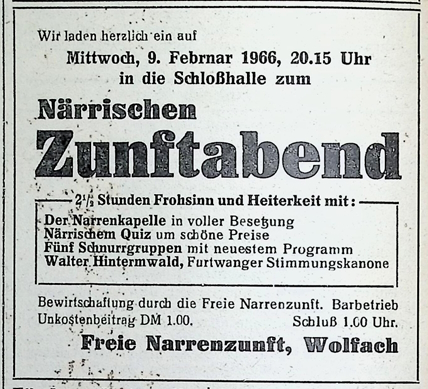 Wir laden herzlich ein auf
Mittwoch, 9. Febrnar 1966, 20.15 Uhr
in die Schloßhalle zum
Närrischen
Zunftabend
2½ Stunden Frohsinn und Heiterkeit mit:
Der Narrenkapelle in voller Besetzung
Närrischem Quiz um schöne Preise
Fünf Schnurrgruppen mit neuestem Programm
Walter Hintermwald, Furtwanger Stimmungskanone
Bewirtschaftung durch die Freie Narrenzunft. Barbetrieb
Unkostenbeitrag DM 1.00. Schluß 1.00 Uhr.
Freie Narrenzunft, Wolfach